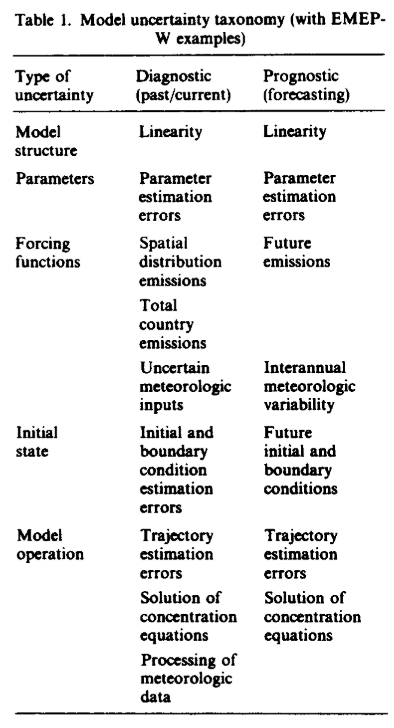 Table 1. Model uncertainty taxonomy (with EMEP-
W examples)
Type of Diagnostic Prognostic
uncertainty (past/current) (forecasting)
Model Linearity Linearity
structure
Parameters Parameter Parameter
estimation estimation
errors errors
Forcing Spatial Future
functions distribution emissions
emissions
Total
country
emissions
Uncertain Interannual
meteorologic meteorologic
inputs variability
Initial Initial and Future
state boundary initial and
condition boundary
estimation conditions
errors
Model Trajectory Trajectory
operation estimation estimation
errors errors
Solution of Solution of
concentration concentration
equations equations
Processing of
meteorologic
data